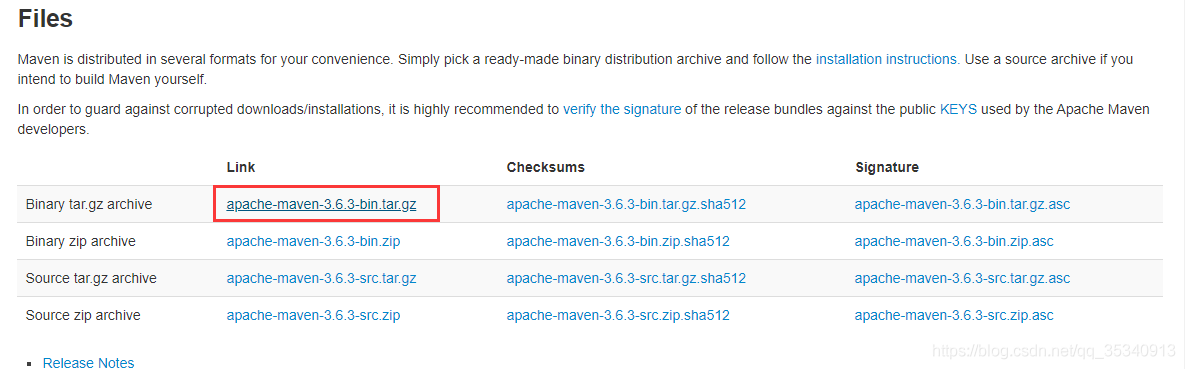 Files
Maven is distributed in several formats for your convenience. Simply pick a ready-made binary distribution archive and follow the installation instructions. Use a source archive if you
intend to build Maven yourself.
In order to guard against corrupted downloads/installations, it is highly recommended to verify the signature of the release bundles against the public KEYS used by the Apache Maven
developers.
Link Checksums Signature
Binary tar.gz archive apache-maven-3.6.3-bin.tar.gz apache-maven-3.6.3-bin.tar.gz.sha512 apache-maven-3.6.3-bin.tar.gz.asc
Binary zip archive apache-maven-3.6.3-bin.zip apache-maven-3.6.3-bin.zip.sha512 apache-maven-3.6.3-bin.zip.asc
Source tar.gz archive apache-maven-3.6.3-src.tar.gz apache-maven-3.6.3-src.tar.gz.sha512 apache-maven-3.6.3-src.tar.gz.asc
Source zip archive apache-maven-3.6.3-src.zip apache-maven-3.6.3-src.zip.sha512 apache-maven-3.6.3-src.zip.asc
Release Notes
https://blog.csdn.net/qq_35340913